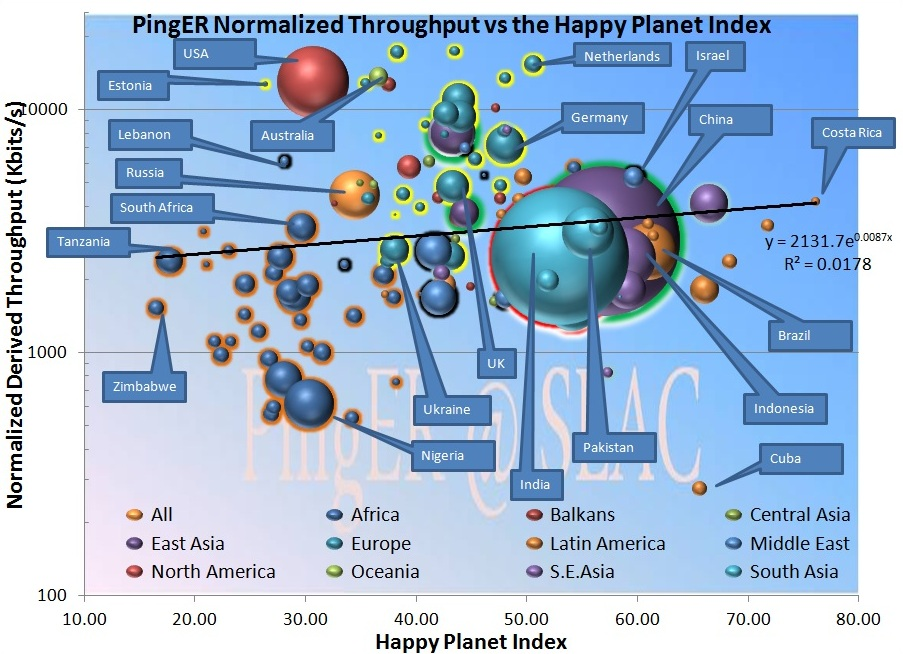 PingER Normalized Throughput vs the Happy Planet Index
USA
Netherlands
Israel
Estonia
Normalized Derived Throughput (Kbits/s)
10000
Australia
Germany
China
Costa Rica
Lebanon
Russia
South Africa
Tanzania
y = 2131.7e^0.0087x
R² = 0.0178
Brazil
1000
Zimbabwe
UK
Ukraine
Indonesia
Nigeria
Pakistan
India
Cuba
PingER @ SLAC
All Africa Balkans Central Asia
East Asia Europe Latin America Middle East
North America Oceania S.E.Asia South Asia
100
10.00 20.00 30.00 40.00 50.00 60.00 70.00 80.00
Happy Planet Index